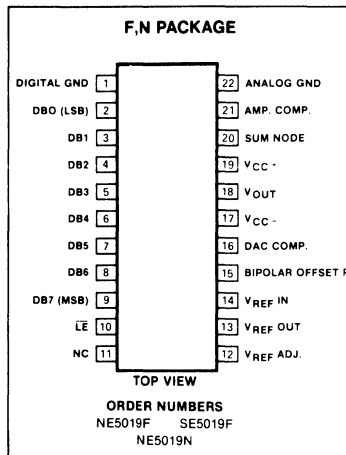 F,N PACKAGE
DIGITAL GND 1
DB0 (LSB) 2
DB1 3
DB2 4
DB3 5
DB4 6
DB5 7
DB6 8
DB7 (MSB) 9
LE 10
NC 11
22 ANALOG GND
21 AMP. COMP.
20 SUM NODE
19 VCC -
18 VOUT
17 VCC -
16 DAC COMP.
15 BIPOLAR OFFSET
14 VREF IN
13 VREF OUT
12 VREF ADJ.
TOP VIEW
ORDER NUMBERS
NE5019F SE5019F
NE5019N